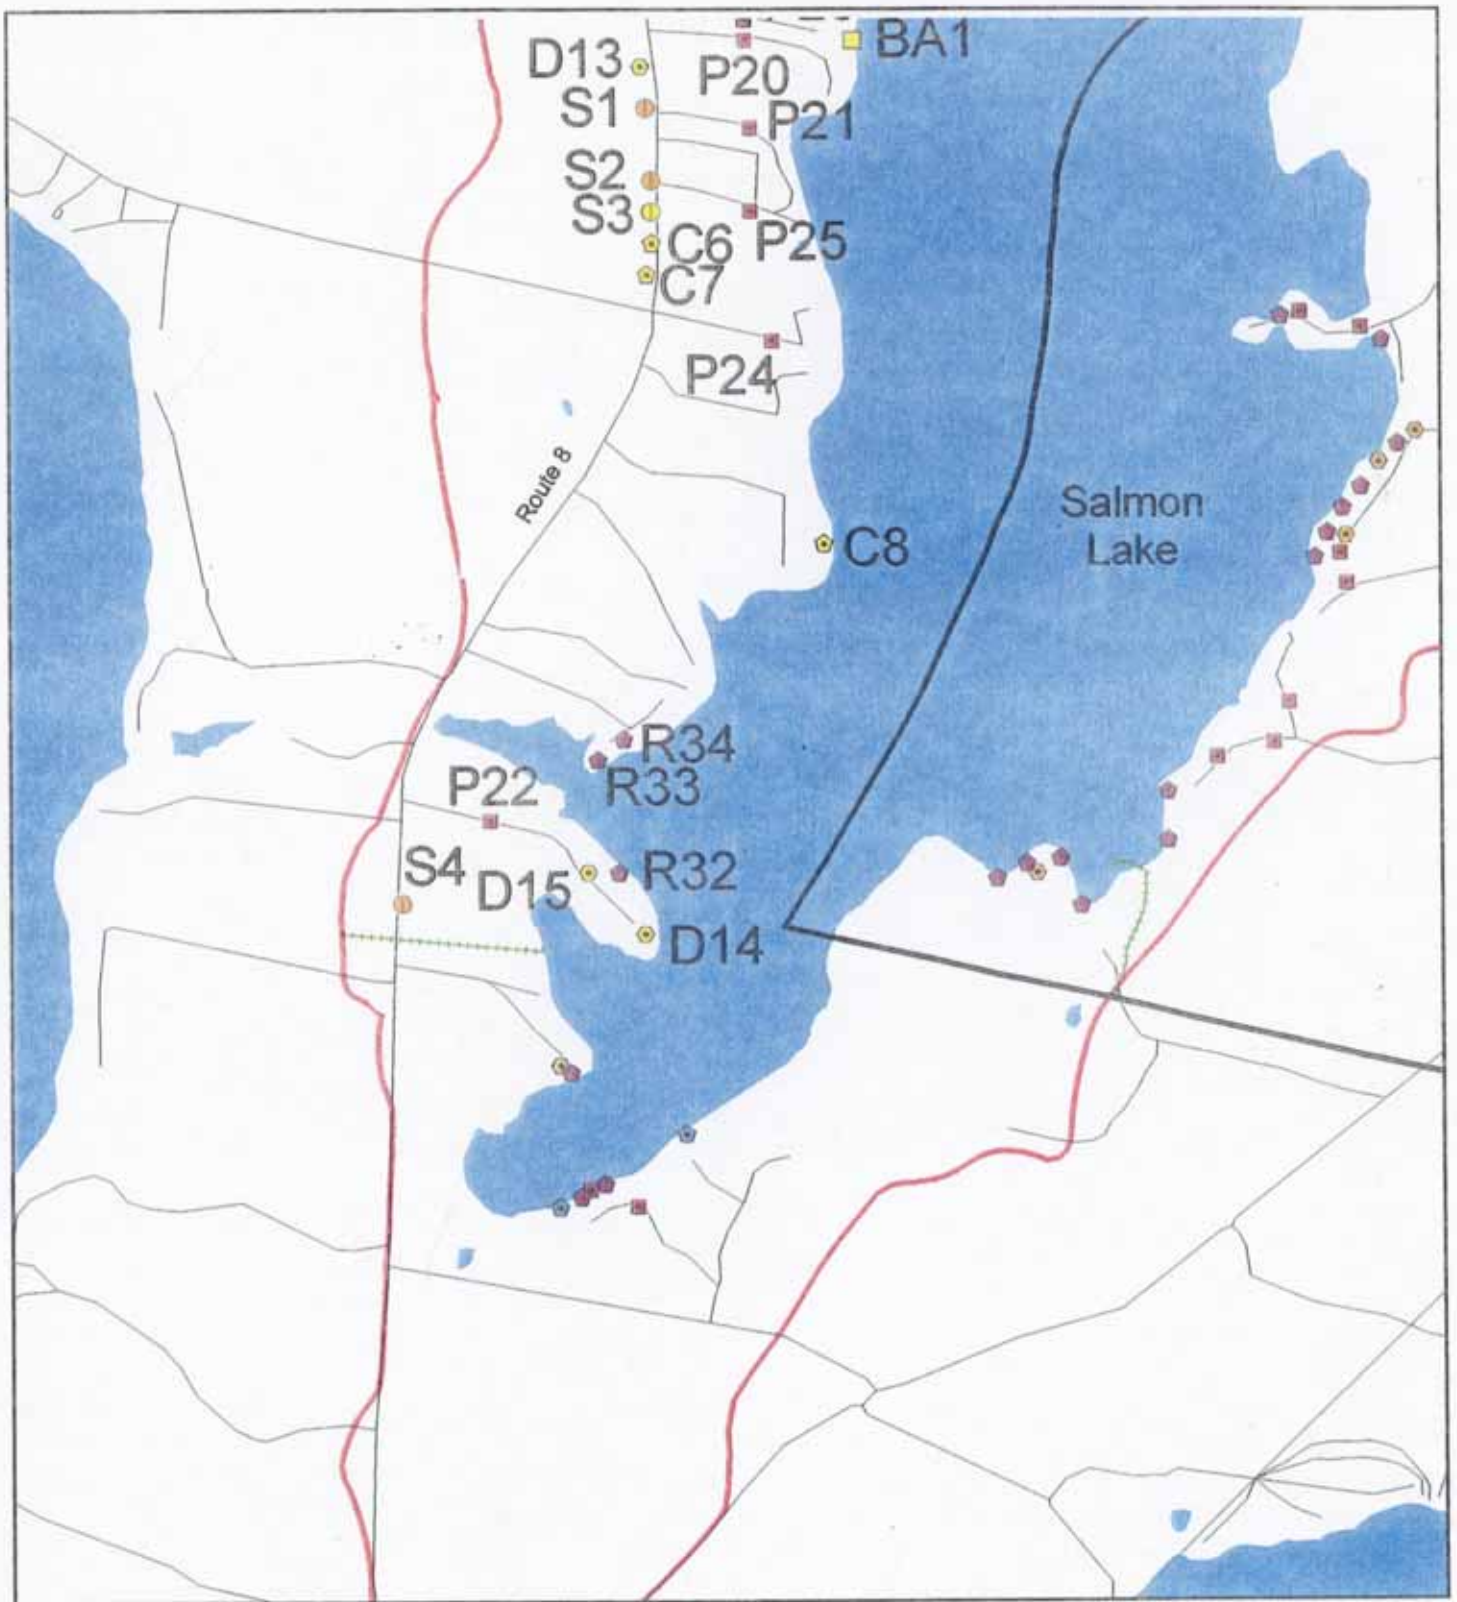 BA1
D13
P20
S1
P21
S2
S3
C6
P25
C7
P24
Route 8
Salmon
Lake
C8
R34
R33
P22
S4
D15
R32
D14